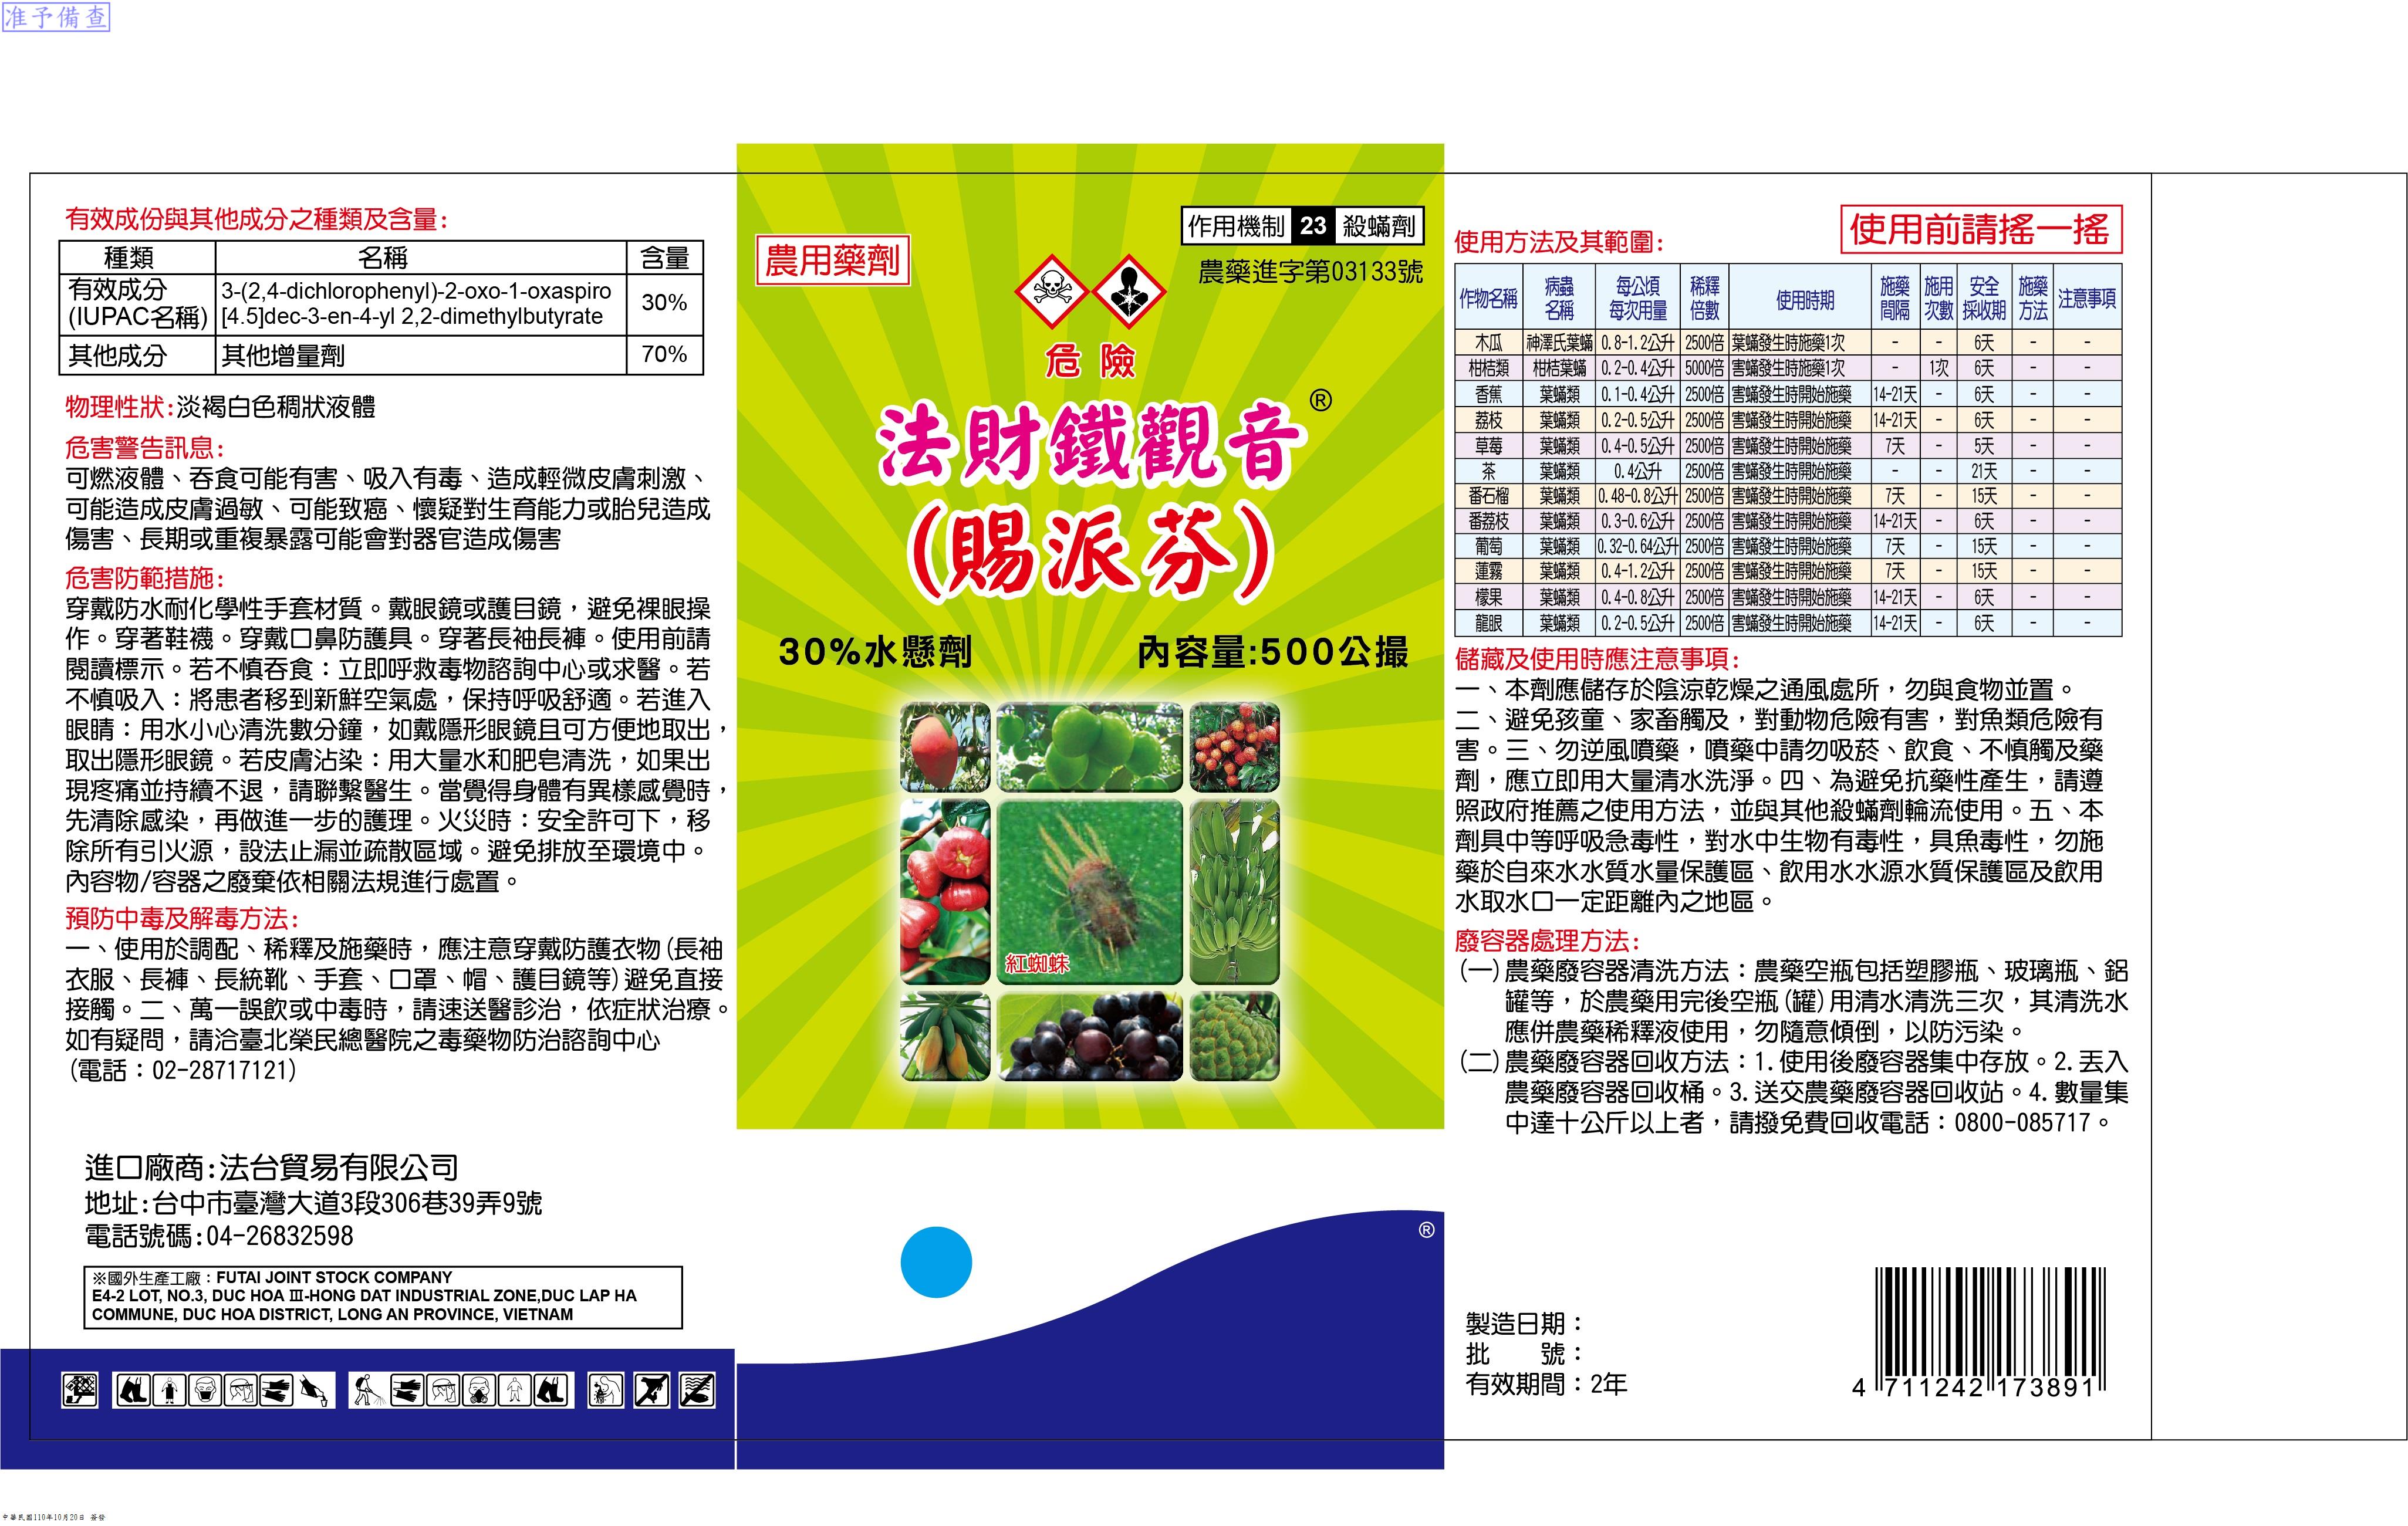 准予備查
有效成份與其他成分之種類及含量:
種類 名稱 含量
有效成分
(IUPAC名稱) 3-(2,4-dichlorophenyl)-2-oxo-1-oxaspiro
[4.5]dec-3-en-4-yl 2,2-dimethylbutyrate 30%
其他成分 其他增量劑 70%
物理性狀:淡褐白色稠狀液體
危害警告訊息:
可燃液體、吞食可能有害、吸入有毒、造成輕微皮膚刺激、
可能造成皮膚過敏、可能致癌、懷疑對生育能力或胎兒造成
傷害、長期或重複暴露可能會對器官造成傷害
危害防範措施:
穿戴防水耐化學性手套材質。戴眼鏡或護目鏡，避免裸眼操
作。穿著鞋襪。穿戴口鼻防護具。穿著長袖長褲。使用前請
閱讀標示。若不慎吞食：立即呼救毒物諮詢中心或求醫。若
不慎吸入：將患者移到新鮮空氣處，保持呼吸舒適。若進入
眼睛：用水小心清洗數分鐘，如戴隱形眼鏡且可方便地取出，
取出隱形眼鏡。若皮膚沾染：用大量水和肥皂清洗，如果出
現疼痛並持續不退，請聯繫醫生。當覺得身體有異樣感覺時，
先清除感染，再做進一步的護理。火災時：安全許可下，移
除所有引火源，設法止漏並疏散區域。避免排放至環境中。
內容物/容器之廢棄依相關法規進行處置。
預防中毒及解毒方法:
一、使用於調配、稀釋及施藥時，應注意穿戴防護衣物(長袖
衣服、長褲、長統靴、手套、口罩、帽、護目鏡等)避免直接
接觸。二、萬一誤飲或中毒時，請速送醫診治，依症狀治療。
如有疑問，請洽臺北榮民總醫院之毒藥物防治諮詢中心
(電話：02-28717121)
進口廠商:法台貿易有限公司
地址:台中市臺灣大道3段306巷39弄9號
電話號碼:04-26832598
※國外生產工廠：FUTAI JOINT STOCK COMPANY
E4-2 LOT, NO.3, DUC HOA Ⅲ-HONG DAT INDUSTRIAL ZONE,DUC LAP HA
COMMUNE, DUC HOA DISTRICT, LONG AN PROVINCE, VIETNAM
農用藥劑
作用機制 23 殺蟎劑
農藥進字第03133號
危險
法財鐵觀音®
(賜派芬)
30%水懸劑 內容量:500公撮
紅蜘蛛
®
使用前請搖一搖
使用方法及其範圍:
作物名稱 病蟲名稱 每公頃每次用量 稀釋倍數 使用時期 施藥間隔 施用次數 安全採收期 施藥方法 注意事項
木瓜 神澤氏葉蟎 0.8-1.2公升 2500倍 葉蟎發生時施藥1次 - - 6天 - -
柑桔類 柑桔葉蟎 0.2-0.4公升 5000倍 害蟎發生時施藥1次 - 1次 6天 - -
香蕉 葉蟎類 0.1-0.4公升 2500倍 害蟎發生時開始施藥 14-21天 - 6天 - -
荔枝 葉蟎類 0.2-0.5公升 2500倍 害蟎發生時開始施藥 14-21天 - 6天 - -
草莓 葉蟎類 0.4-0.5公升 2500倍 害蟎發生時開始施藥 7天 - 5天 - -
茶 葉蟎類 0.4公升 2500倍 害蟎發生時開始施藥 - - 21天 - -
番石榴 葉蟎類 0.48-0.8公升 2500倍 害蟎發生時開始施藥 7天 - 15天 - -
番荔枝 葉蟎類 0.3-0.6公升 2500倍 害蟎發生時開始施藥 14-21天 - 6天 - -
葡萄 葉蟎類 0.32-0.64公升 2500倍 害蟎發生時開始施藥 7天 - 15天 - -
蓮霧 葉蟎類 0.4-1.2公升 2500倍 害蟎發生時開始施藥 7天 - 15天 - -
檬果 葉蟎類 0.4-0.8公升 2500倍 害蟎發生時開始施藥 14-21天 - 6天 - -
龍眼 葉蟎類 0.2-0.5公升 2500倍 害蟎發生時開始施藥 14-21天 - 6天 - -
儲藏及使用時應注意事項:
一、本劑應儲存於陰涼乾燥之通風處所，勿與食物並置。
二、避免孩童、家畜觸及，對動物危險有害，對魚類危險有
害。三、勿逆風噴藥，噴藥中請勿吸菸、飲食、不慎觸及藥
劑，應立即用大量清水洗淨。四、為避免抗藥性產生，請遵
照政府推薦之使用方法，並與其他殺蟎劑輪流使用。五、本
劑具中等呼吸急毒性，對水中生物有毒性，具魚毒性，勿施
藥於自來水水質水量保護區、飲用水水源水質保護區及飲用
水取水口一定距離內之地區。
廢容器處理方法:
(一)農藥廢容器清洗方法：農藥空瓶包括塑膠瓶、玻璃瓶、鋁
罐等，於農藥用完後空瓶(罐)用清水清洗三次，其清洗水
應併農藥稀釋液使用，勿隨意傾倒，以防污染。
(二)農藥廢容器回收方法：1.使用後廢容器集中存放。2.丟入
農藥廢容器回收桶。3.送交農藥廢容器回收站。4.數量集
中達十公斤以上者，請撥免費回收電話：0800-085717。
製造日期：
批 號：
有效期間：2年
4 711242 173891
中華民國110年10月20日 簽發